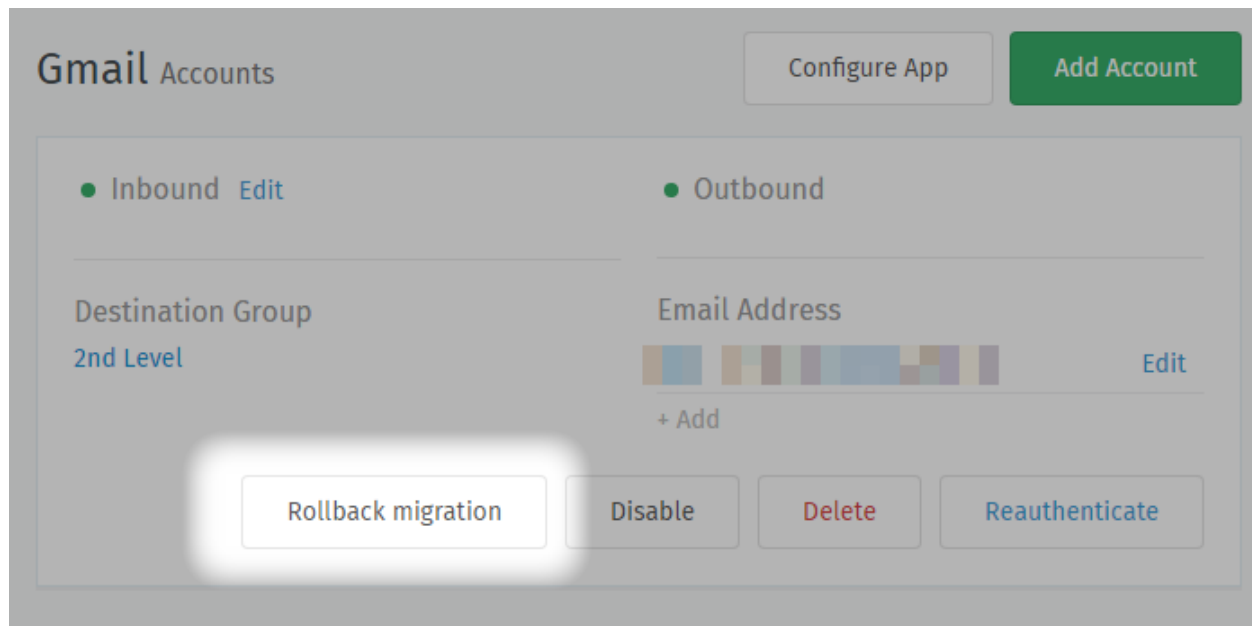 Gmail Accounts
Configure App
Add Account
Inbound Edit
Outbound
Destination Group
2nd Level
Email Address
Edit
+ Add
Rollback migration
Disable
Delete
Reauthenticate